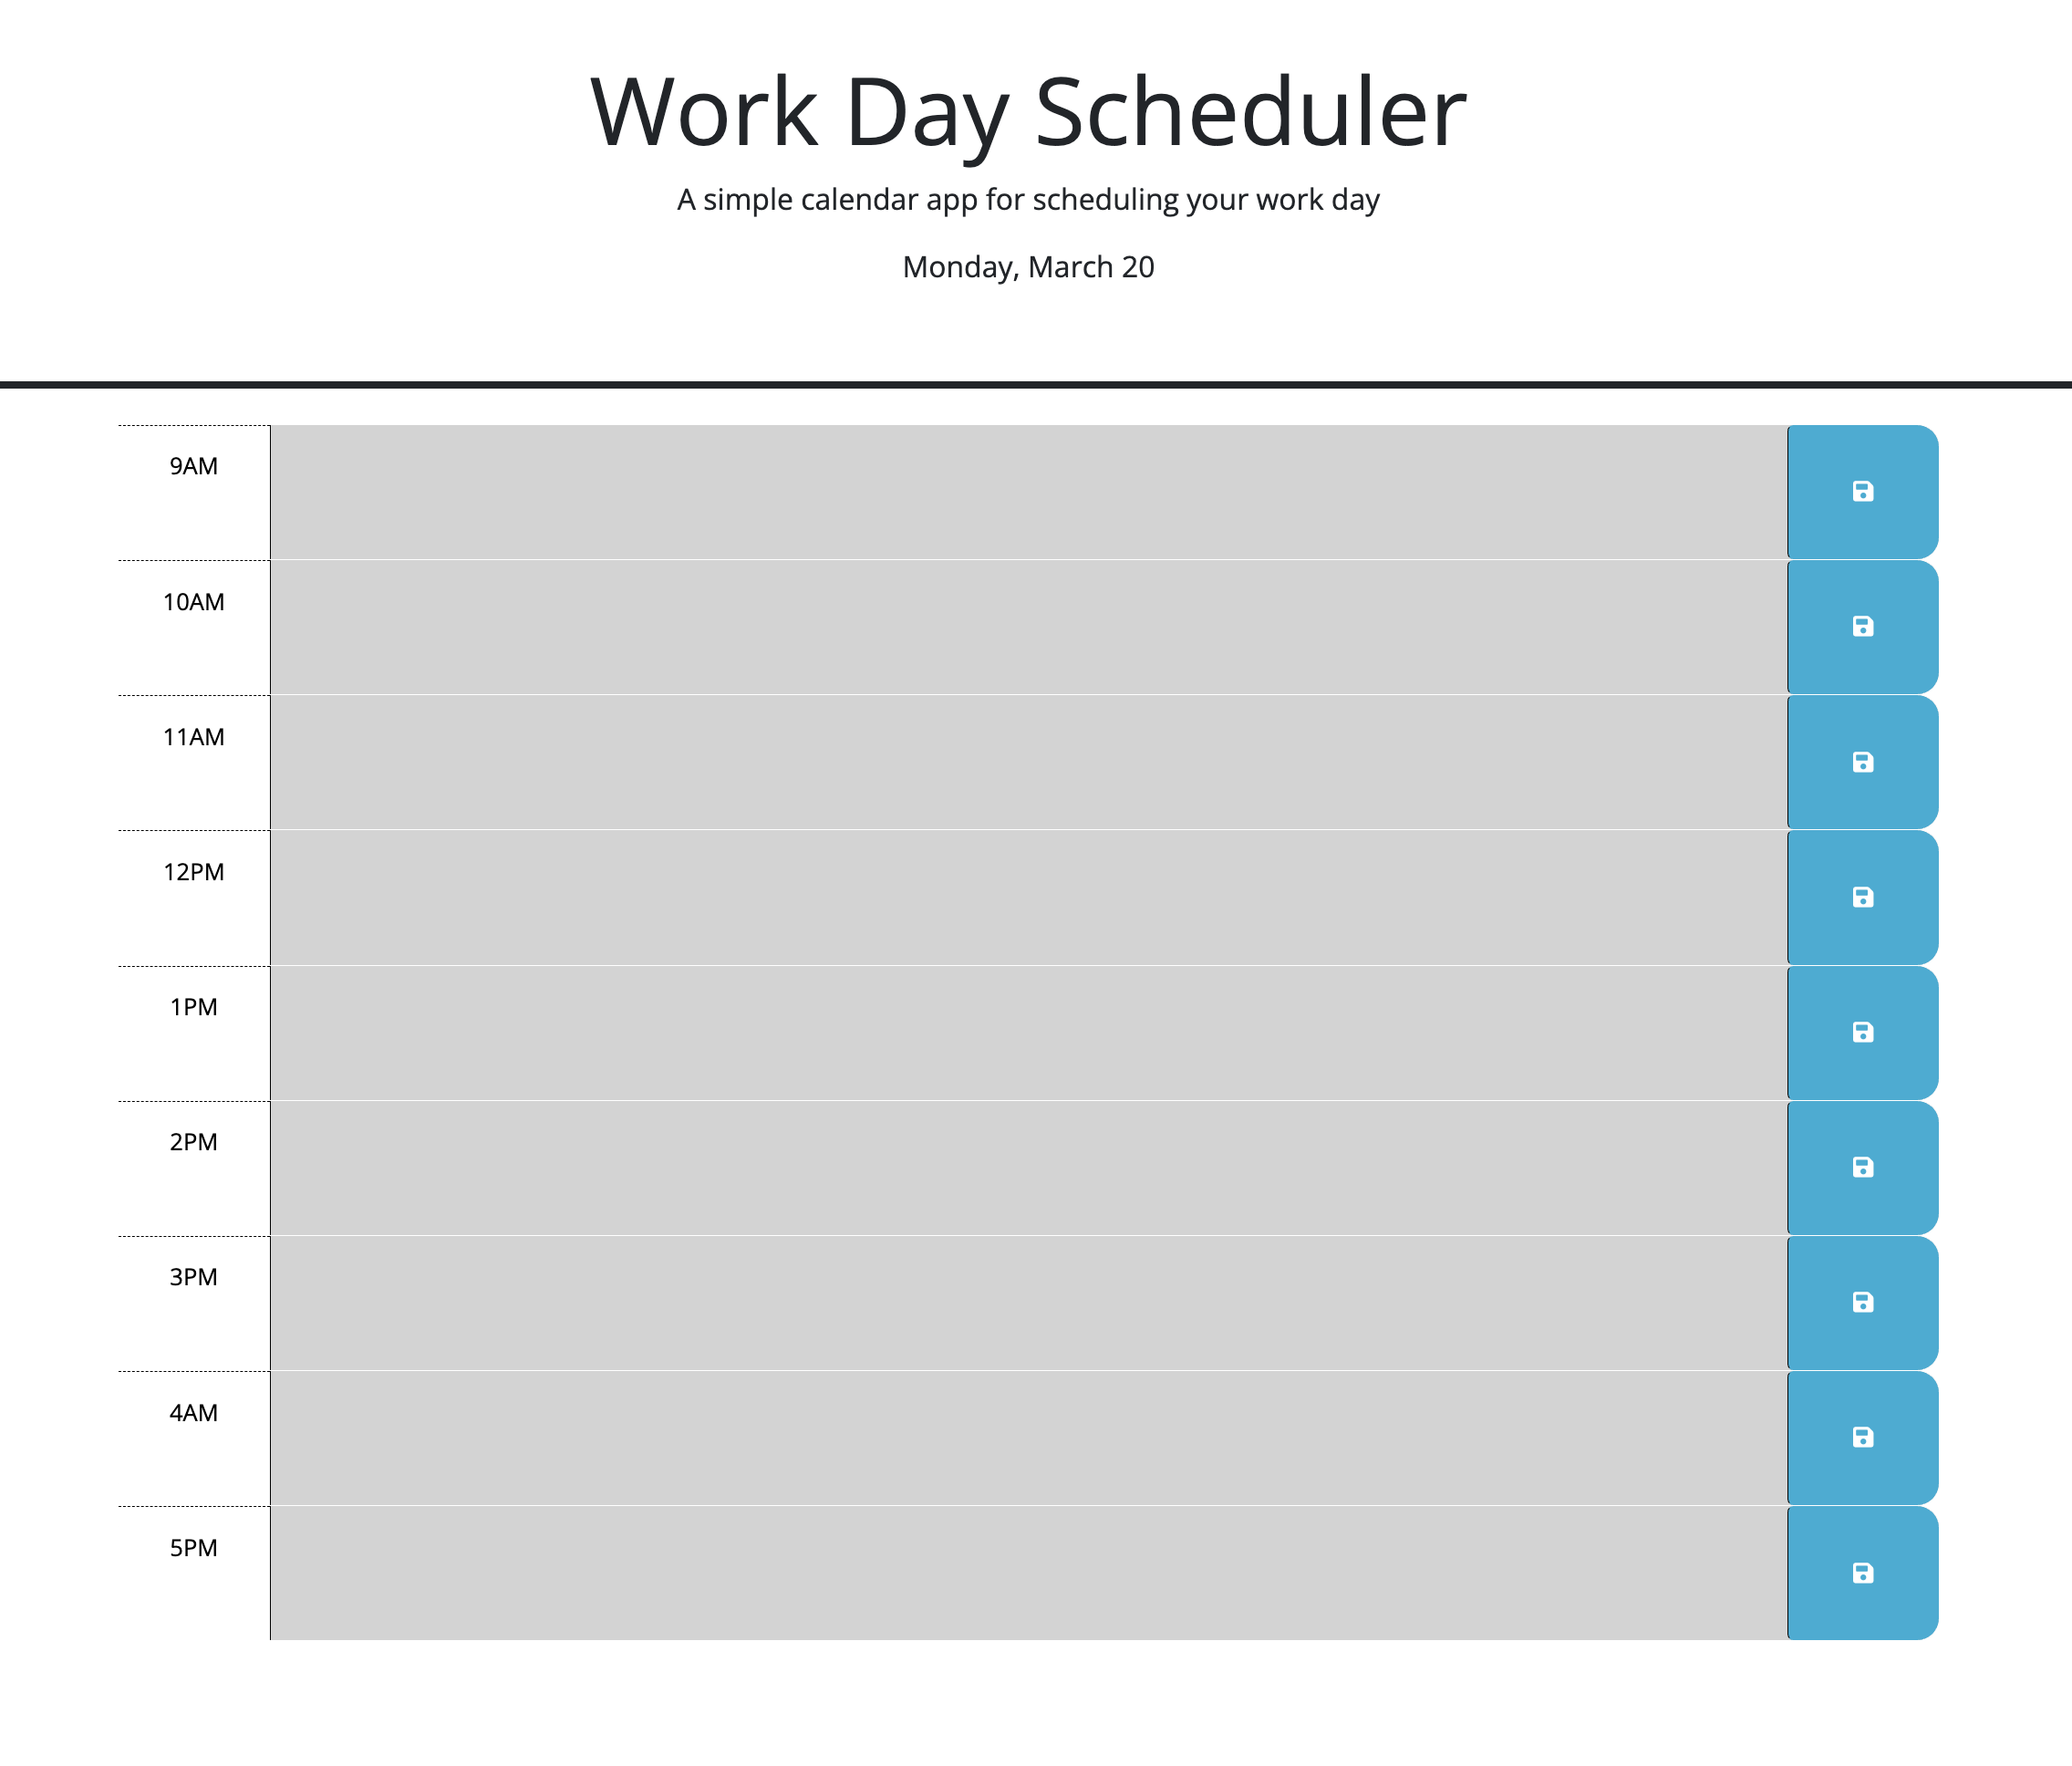 Work Day Scheduler
A simple calendar app for scheduling your work day
Monday, March 20
9AM
10AM
11AM
12PM
1PM
2PM
3PM
4AM
5PM